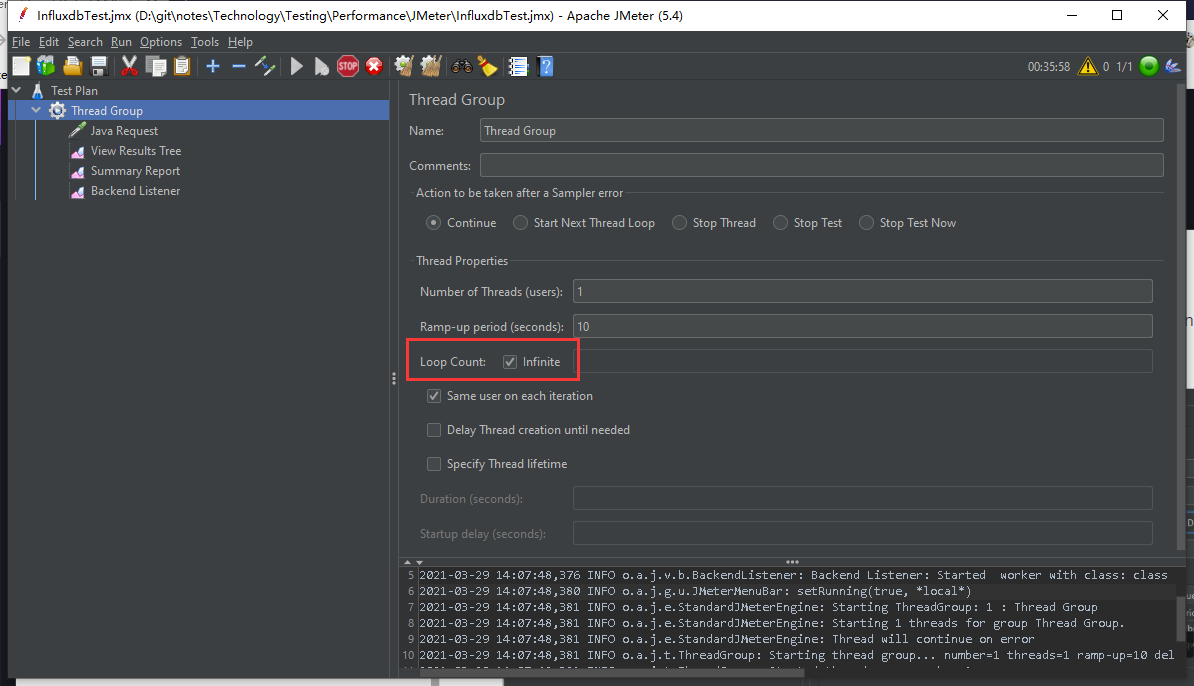 InfluxdbTest.jmx (D:\git\notes\Technology\Testing\Performance\JMeter\InfluxdbTest.jmx) - Apache JMeter (5.4)
File Edit Search Run Options Tools Help
STOP 00:35:58 0 1/1
Test Plan
Thread Group
Java Request
View Results Tree
Summary Report
Backend Listener
Thread Group
Name: Thread Group
Comments:
Action to be taken after a Sampler error
Continue Start Next Thread Loop Stop Thread Stop Test Stop Test Now
Thread Properties
Number of Threads (users): 1
Ramp-up period (seconds): 10
Loop Count: Infinite
Same user on each iteration
Delay Thread creation until needed
Specify Thread lifetime
Duration (seconds):
Startup delay (seconds):
5 2021-03-29 14:07:48,376 INFO o.a.j.v.b.BackendListener: Backend Listener: Started  worker with class: class
6 2021-03-29 14:07:48,380 INFO o.a.j.g.u.JMeterMenuBar: setRunning(true, *local*)
7 2021-03-29 14:07:48,381 INFO o.a.j.e.StandardJMeterEngine: Starting ThreadGroup: 1 : Thread Group
8 2021-03-29 14:07:48,381 INFO o.a.j.e.StandardJMeterEngine: Starting 1 threads for group Thread Group.
9 2021-03-29 14:07:48,381 INFO o.a.j.e.StandardJMeterEngine: Thread will continue on error
10 2021-03-29 14:07:48,381 INFO o.a.j.t.ThreadGroup: Starting thread group... number=1 threads=1 ramp-up=10 del